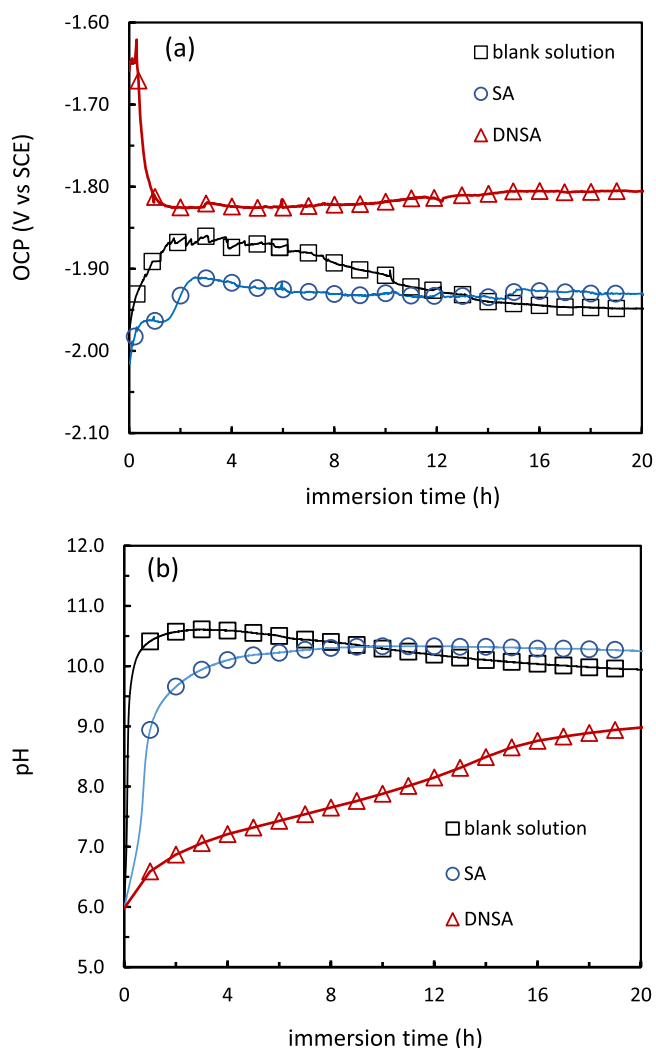 (a)
blank solution
SA
DNSA
OCP (V vs SCE)
-1.60
-1.70
-1.80
-1.90
-2.00
-2.10
0 4 8 12 16 20
immersion time (h)
(b)
12.0
11.0
10.0
9.0
8.0
7.0
6.0
5.0
pH
blank solution
SA
DNSA
0 4 8 12 16 20
immersion time (h)